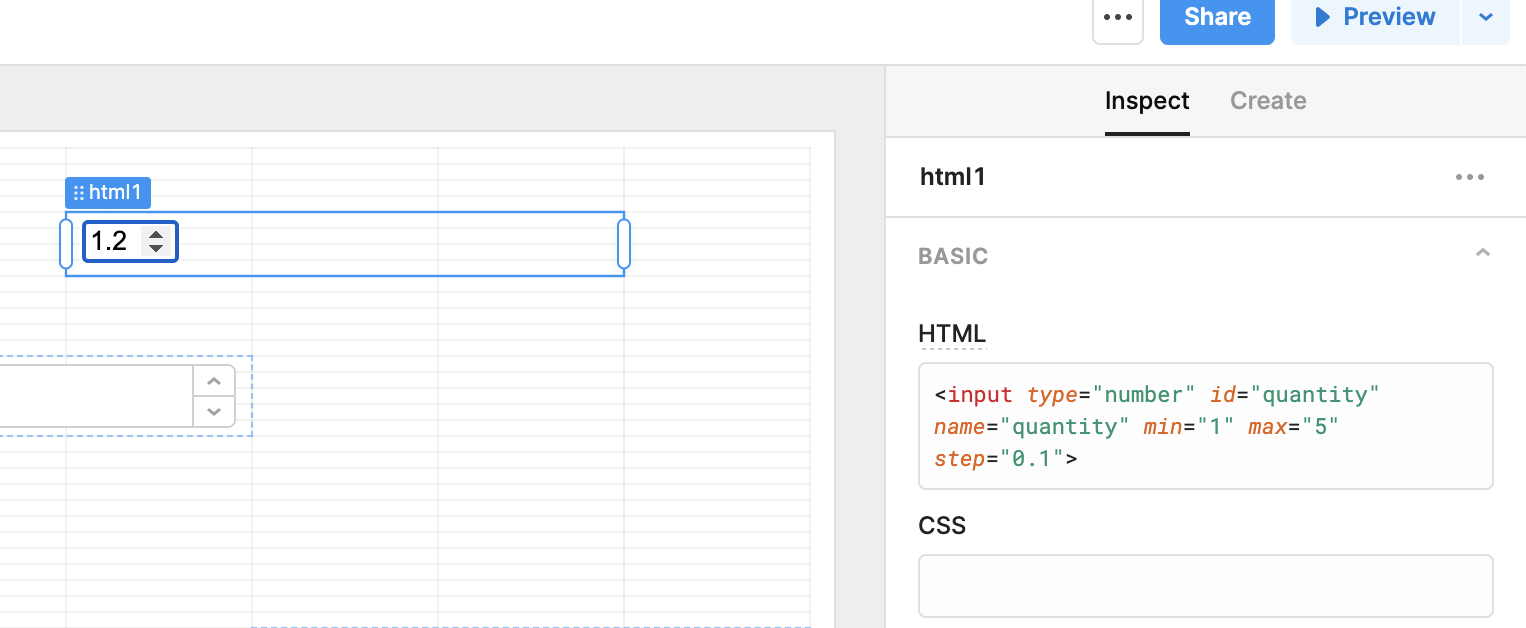 Share
Preview
Inspect
Create
html1
html1
1.2
BASIC
HTML
<input type="number" id="quantity"
name="quantity" min="1" max="5"
step="0.1">
CSS